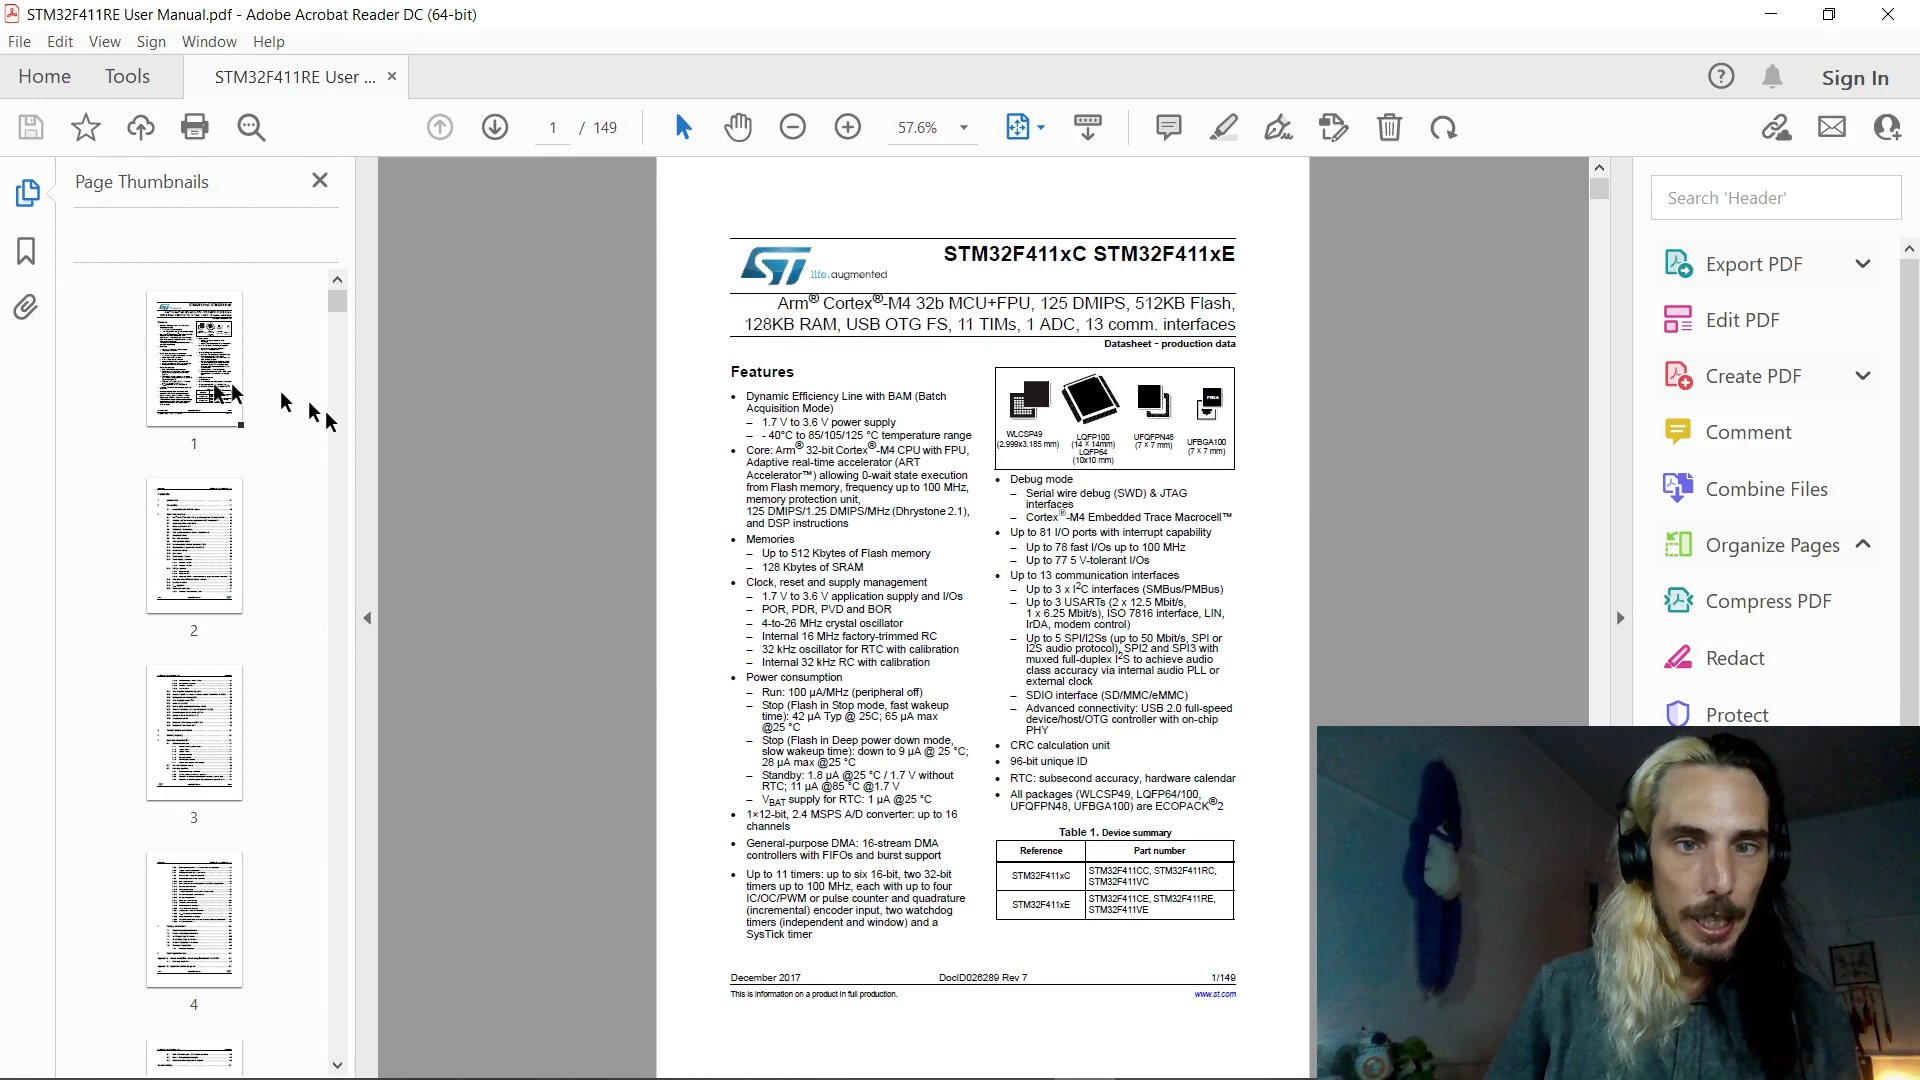 STM32F411RE User Manual.pdf - Adobe Acrobat Reader DC (64-bit)
File Edit View Sign Window Help
Home Tools STM32F411RE User ... Sign In
1 / 149 57.6%
Page Thumbnails
1
2
3
4
life.augmented
STM32F411xC STM32F411xE
Arm® Cortex®-M4 32b MCU+FPU, 125 DMIPS, 512KB Flash,
128KB RAM, USB OTG FS, 11 TIMs, 1 ADC, 13 comm. interfaces
Datasheet - production data
Features
• Dynamic Efficiency Line with BAM (Batch
Acquisition Mode)
– 1.7 V to 3.6 V power supply
– - 40°C to 85/105/125 °C temperature range
• Core: Arm® 32-bit Cortex®-M4 CPU with FPU,
Adaptive real-time accelerator (ART
Accelerator™) allowing 0-wait state execution
from Flash memory, frequency up to 100 MHz,
memory protection unit,
125 DMIPS/1.25 DMIPS/MHz (Dhrystone 2.1),
and DSP instructions
• Memories
– Up to 512 Kbytes of Flash memory
– 128 Kbytes of SRAM
• Clock, reset and supply management
– 1.7 V to 3.6 V application supply and I/Os
– POR, PDR, PVD and BOR
– 4-to-26 MHz crystal oscillator
– Internal 16 MHz factory-trimmed RC
– 32 kHz oscillator for RTC with calibration
– Internal 32 kHz RC with calibration
• Power consumption
– Run: 100 µA/MHz (peripheral off)
– Stop (Flash in Stop mode, fast wakeup
time): 42 µA Typ @ 25C; 65 µA max
@25 °C
– Stop (Flash in Deep power down mode,
slow wakeup time): down to 9 µA @ 25 °C;
28 µA max @25 °C
– Standby: 1.8 µA @25 °C / 1.7 V without
RTC; 11 µA @85 °C @1.7 V
– VBAT supply for RTC: 1 µA @25 °C
• 1×12-bit, 2.4 MSPS A/D converter: up to 16
channels
• General-purpose DMA: 16-stream DMA
controllers with FIFOs and burst support
• Up to 11 timers: up to six 16-bit, two 32-bit
timers up to 100 MHz, each with up to four
IC/OC/PWM or pulse counter and quadrature
(incremental) encoder input, two watchdog
timers (independent and window) and a
SysTick timer
WLCSP49
(2.999x3.185 mm)
LQFP100
(14 × 14mm)
LQFP64
(10x10 mm)
UFQFPN48
(7 × 7 mm)
UFBGA100
(7 × 7 mm)
• Debug mode
– Serial wire debug (SWD) & JTAG
interfaces
– Cortex®-M4 Embedded Trace Macrocell™
• Up to 81 I/O ports with interrupt capability
– Up to 78 fast I/Os up to 100 MHz
– Up to 77 5 V-tolerant I/Os
• Up to 13 communication interfaces
– Up to 3 x I2C interfaces (SMBus/PMBus)
– Up to 3 USARTs (2 x 12.5 Mbit/s,
1 x 6.25 Mbit/s), ISO 7816 interface, LIN,
IrDA, modem control)
– Up to 5 SPI/I2Ss (up to 50 Mbit/s, SPI or
I2S audio protocol), SPI2 and SPI3 with
muxed full-duplex I2S to achieve audio
class accuracy via internal audio PLL or
external clock
– SDIO interface (SD/MMC/eMMC)
– Advanced connectivity: USB 2.0 full-speed
device/host/OTG controller with on-chip
PHY
• CRC calculation unit
• 96-bit unique ID
• RTC: subsecond accuracy, hardware calendar
• All packages (WLCSP49, LQFP64/100,
UFQFPN48, UFBGA100) are ECOPACK®2
Table 1. Device summary
Reference Part number
STM32F411xC STM32F411CC, STM32F411RC,
STM32F411VC
STM32F411xE STM32F411CE, STM32F411RE,
STM32F411VE
December 2017 DocID026289 Rev 7 1/149
This is information on a product in full production. www.st.com
Search 'Header'
Export PDF
Edit PDF
Create PDF
Comment
Combine Files
Organize Pages
Compress PDF
Redact
Protect